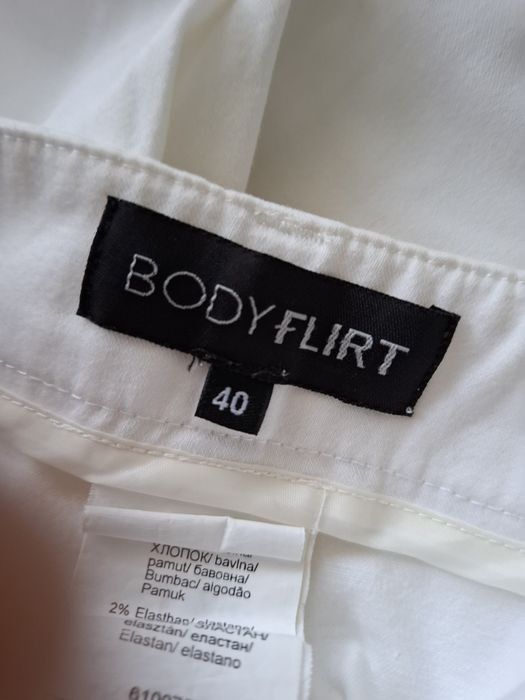 BODYFLIRT
40
ХЛОПОК/ bavlna/
pamut/ бавовна/
Bumbac/ algodão
Pamuk
2% Elasthan/
elasztán/ еластан/
Elastan/ elastano